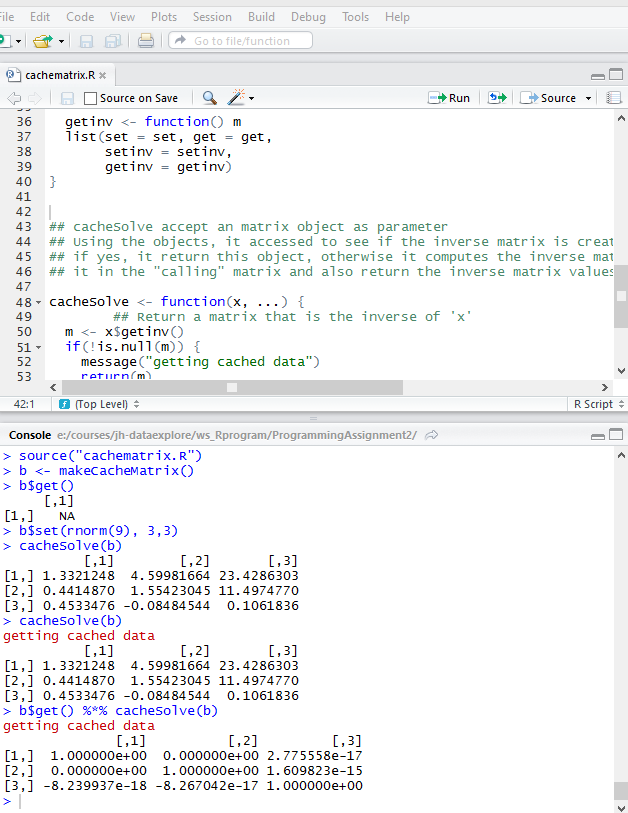 File Edit Code View Plots Session Build Debug Tools Help
Go to file/function
cachematrix.R
Source on Save Run Source
36 getinv <- function() m
37 list(set = set, get = get,
38 setinv = setinv,
39 getinv = getinv)
40 }
41
42
43 ## cacheSolve accept an matrix object as parameter
44 ## Using the objects, it accessed to see if the inverse matrix is creat
45 ## if yes, it return this object, otherwise it computes the inverse mat
46 ## it in the "calling" matrix and also return the inverse matrix values
47
48 cacheSolve <- function(x, ...) {
49 ## Return a matrix that is the inverse of 'x'
50 m <- x$getinv()
51 if(!is.null(m)) {
52 message("getting cached data")
53 return(m)
42:1 (Top Level) R Script
Console e:/courses/jh-dataexplore/ws_Rprogram/ProgrammingAssignment2/
> source("cachematrix.R")
> b <- makeCacheMatrix()
> b$get()
[,1]
[1,] NA
> b$set(rnorm(9), 3,3)
> cacheSolve(b)
[,1] [,2] [,3]
[1,] 1.3321248 4.59981664 23.4286303
[2,] 0.4414870 1.55423045 11.4974770
[3,] 0.4533476 -0.08484544 0.1061836
> cacheSolve(b)
getting cached data
[,1] [,2] [,3]
[1,] 1.3321248 4.59981664 23.4286303
[2,] 0.4414870 1.55423045 11.4974770
[3,] 0.4533476 -0.08484544 0.1061836
> b$get() %*% cacheSolve(b)
getting cached data
[,1] [,2] [,3]
[1,] 1.000000e+00 0.000000e+00 2.775558e-17
[2,] 0.000000e+00 1.000000e+00 1.609823e-15
[3,] -8.239937e-18 -8.267042e-17 1.000000e+00
>